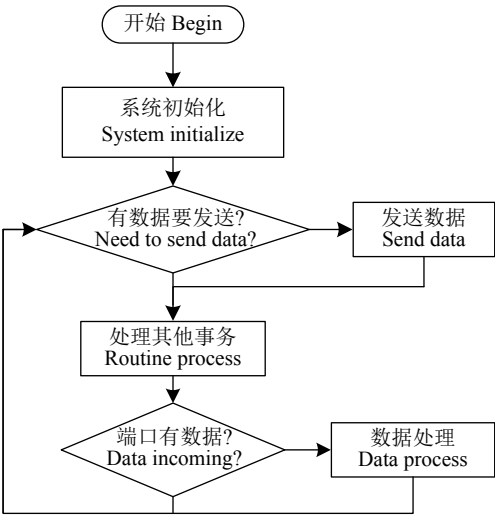 开始 Begin
系统初始化
System initialize
有数据要发送?
Need to send data?
发送数据
Send data
处理其他事务
Routine process
端口有数据?
Data incoming?
数据处理
Data process